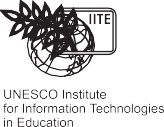 IITE
UNESCO Institute
for Information Technologies
in Education